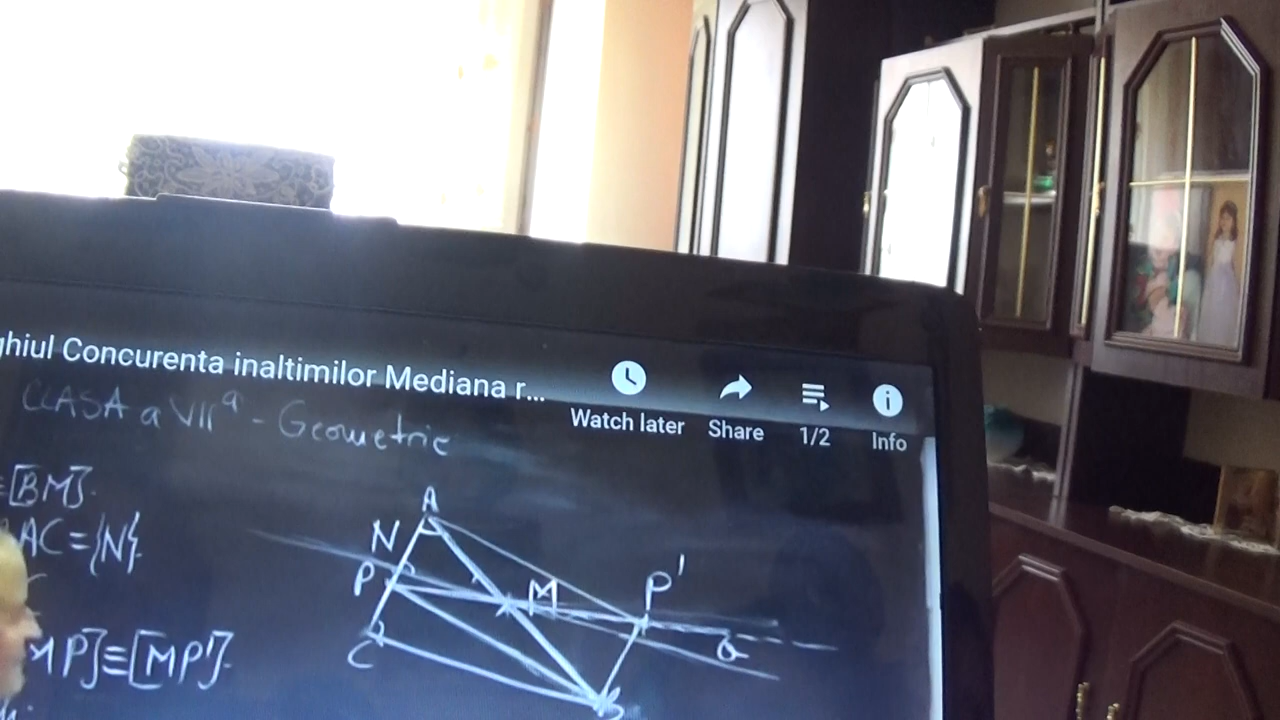 ghiul Concurenta inaltimilor Mediana r...
Watch later
Share
1/2
Info
CLASA a VII a - Geometrie
≡[BM].
AC={N}.
MP]≡[MP'].
A
N
P
M
P'
Q
C
B